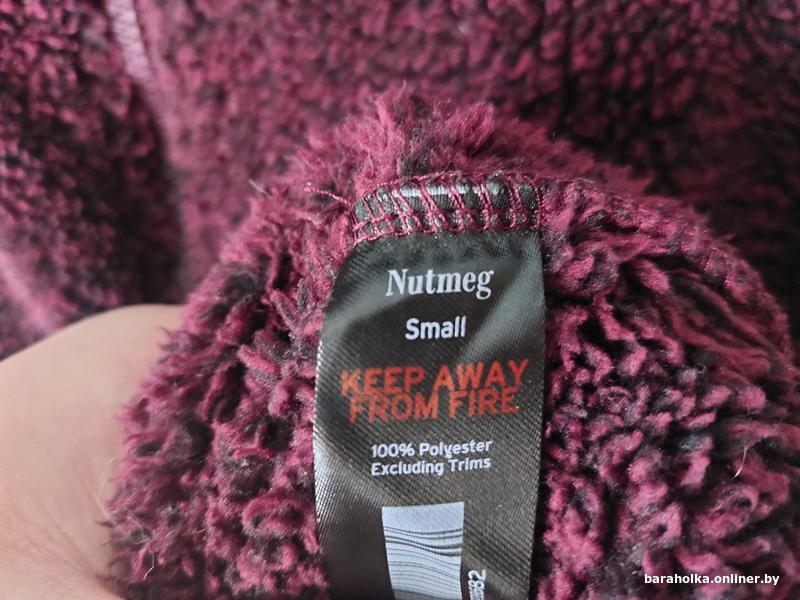 Nutmeg
Small
KEEP AWAY
FROM FIRE
100% Polyester
Excluding Trims
baraholka.onliner.by